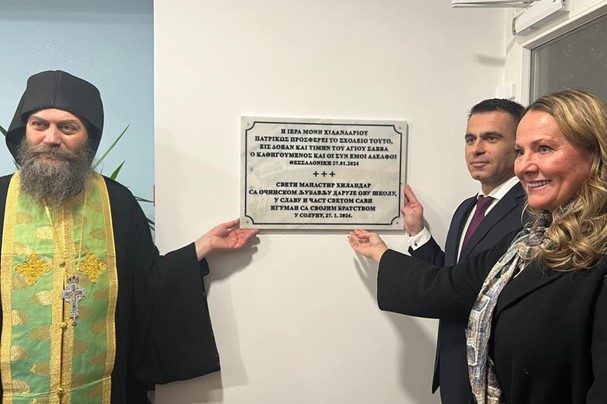 Η ΙΕΡΑ ΜΟΝΗ ΧΙΛΑΝΔΑΡΙΟΥ
ΠΑΤΡΙΚΩΣ ΠΡΟΣΦΕΡΕΙ ΤΟ ΣΧΟΛΕΙΟ ΤΟΥΤΟ,
ΕΙΣ ΔΟΞΑΝ ΚΑΙ ΤΙΜΗΝ ΤΟΥ ΑΓΙΟΥ ΣΑΒΒΑ
Ο ΚΑΘΗΓΟΥΜΕΝΟΣ ΚΑΙ ΟΙ ΣΥΝ ΕΜΟΙ ΑΔΕΛΦΟΙ
ΘΕΣΣΑΛΟΝΙΚΗ 27.01.2024
+++
СВЕТИ МАНАСТИР ХИЛАНДАР
СА ОЧИНСКОМ ЉУБАВЉУ ДАРУЈЕ ОВУ ШКОЛУ,
У СЛАВУ И ЧАСТ СВЕТОМ САВИ
ИГУМАН СА СВОЈИМ БРАТСТВОМ
У СОЛУНУ, 27. 1. 2024.